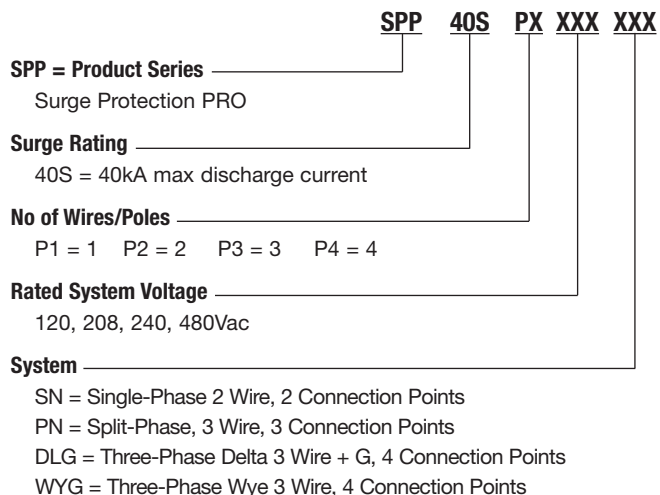 SPP 40S PX XXX XXX
SPP = Product Series
Surge Protection PRO
Surge Rating
40S = 40kA max discharge current
No of Wires/Poles
P1 = 1 P2 = 2 P3 = 3 P4 = 4
Rated System Voltage
120, 208, 240, 480Vac
System
SN = Single-Phase 2 Wire, 2 Connection Points
PN = Split-Phase, 3 Wire, 3 Connection Points
DLG = Three-Phase Delta 3 Wire + G, 4 Connection Points
WYG = Three-Phase Wye 3 Wire, 4 Connection Points